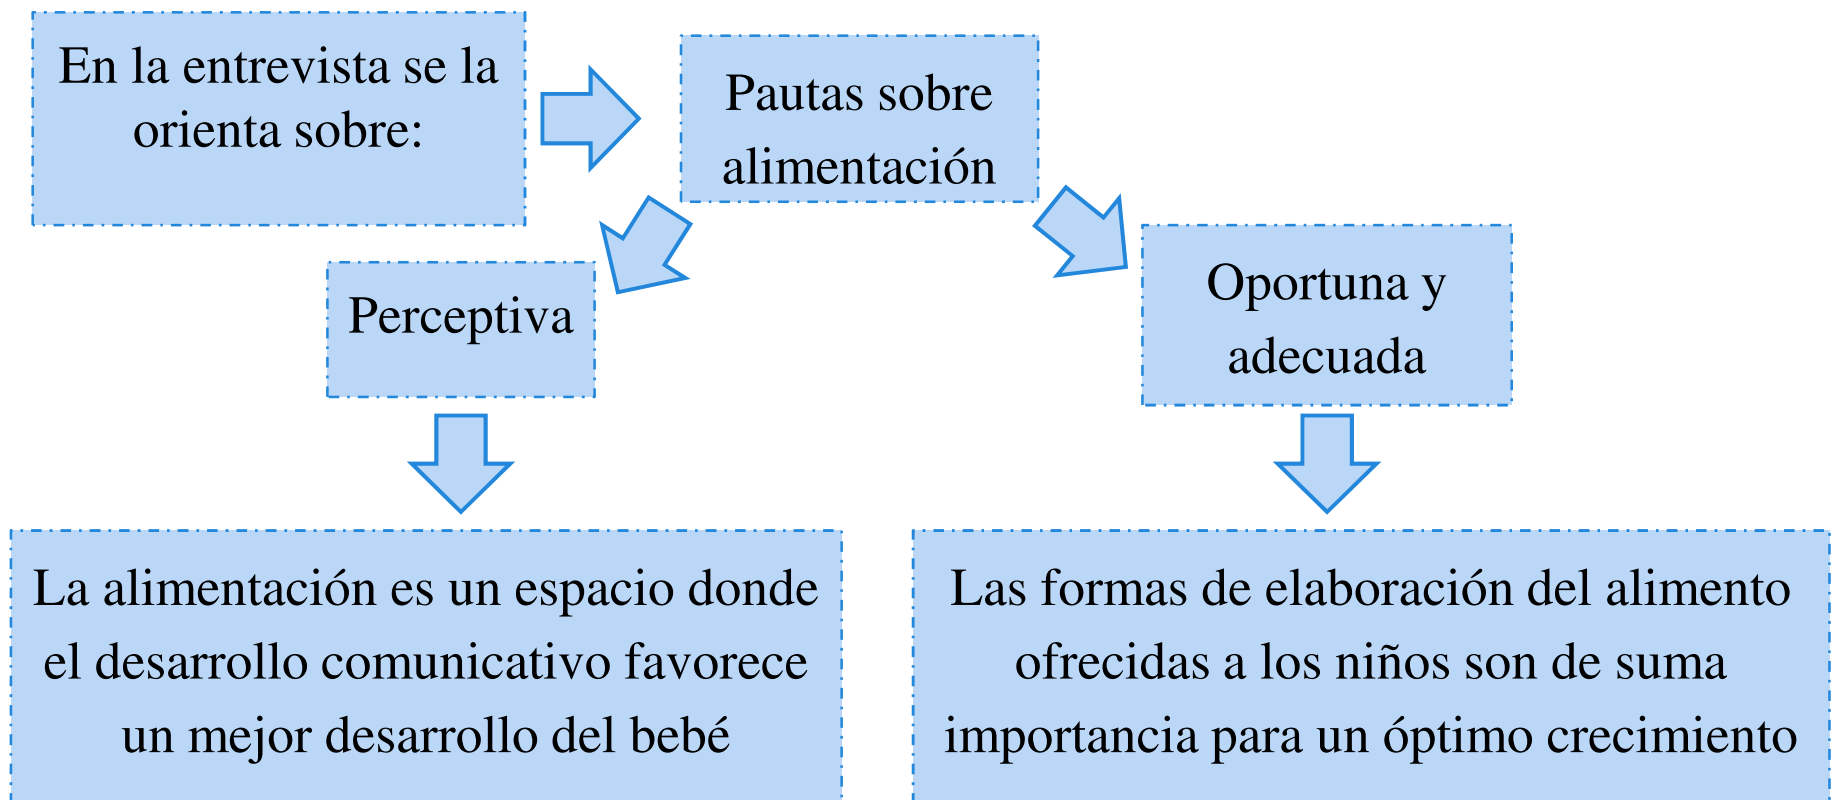 En la entrevista se la
orienta sobre:
Pautas sobre
alimentación
Perceptiva
Oportuna y
adecuada
La alimentación es un espacio donde
el desarrollo comunicativo favorece
un mejor desarrollo del bebé
Las formas de elaboración del alimento
ofrecidas a los niños son de suma
importancia para un óptimo crecimiento